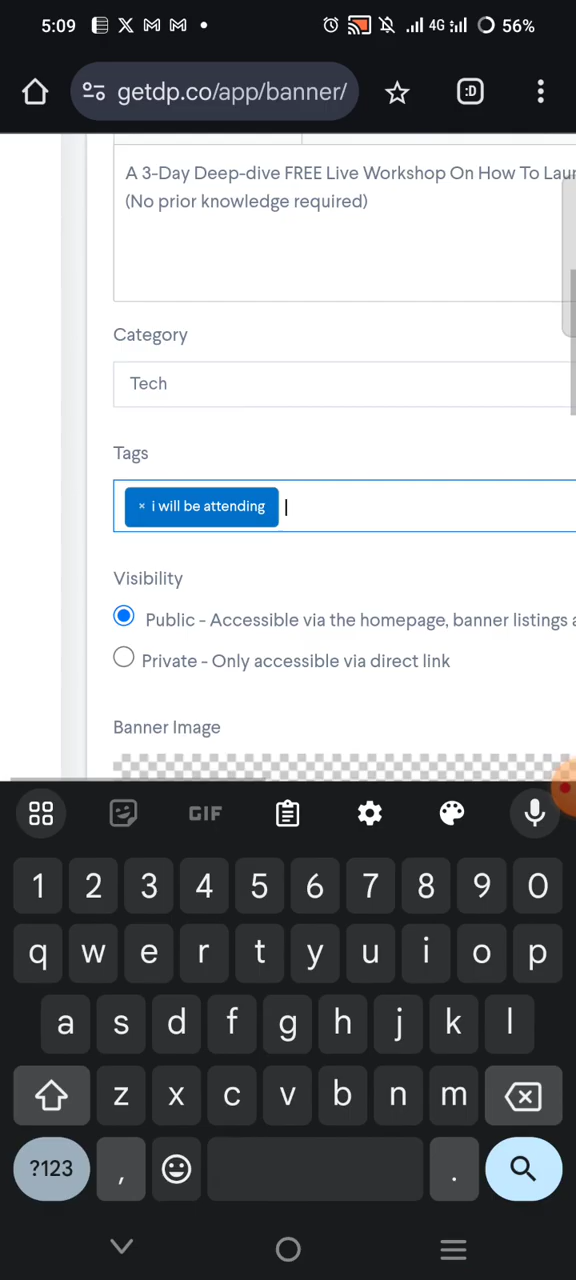 5:09
4G 56%
getdp.co/app/banner/
:D
A 3-Day Deep-dive FREE Live Workshop On How To Lau
(No prior knowledge required)
Category
Tech
Tags
× i will be attending
Visibility
Public - Accessible via the homepage, banner listings a
Private - Only accessible via direct link
Banner Image
GIF
1 2 3 4 5 6 7 8 9 0
q w e r t y u i o p
a s d f g h j k l
z x c v b n m
?123 , .